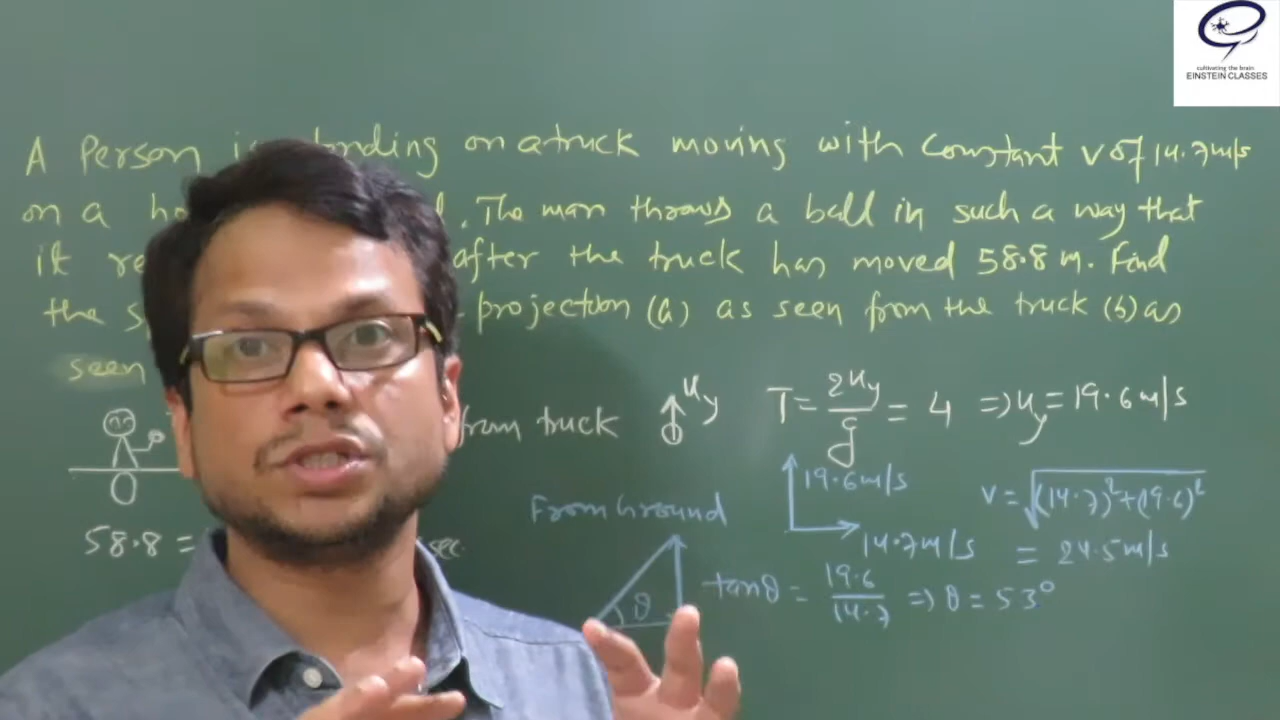 cultivating the brain
EINSTEIN CLASSES
A Person is standing on a truck moving with constant v of 14.7 m/s
on a d. The man throws a ball in such a way that
it after the truck has moved 58.8 m. Find
the projection (a) as seen from the truck (b) as
seen
from truck uy T = 2uy/g = 4 ⇒ uy = 19.6 m/s
19.6 m/s v = √(14.7)²+(19.6)²
From Ground
14.7 m/s = 24.5 m/s
58.8 = sec.
tanθ = 19.6/14.7 ⇒ θ = 53°
θ